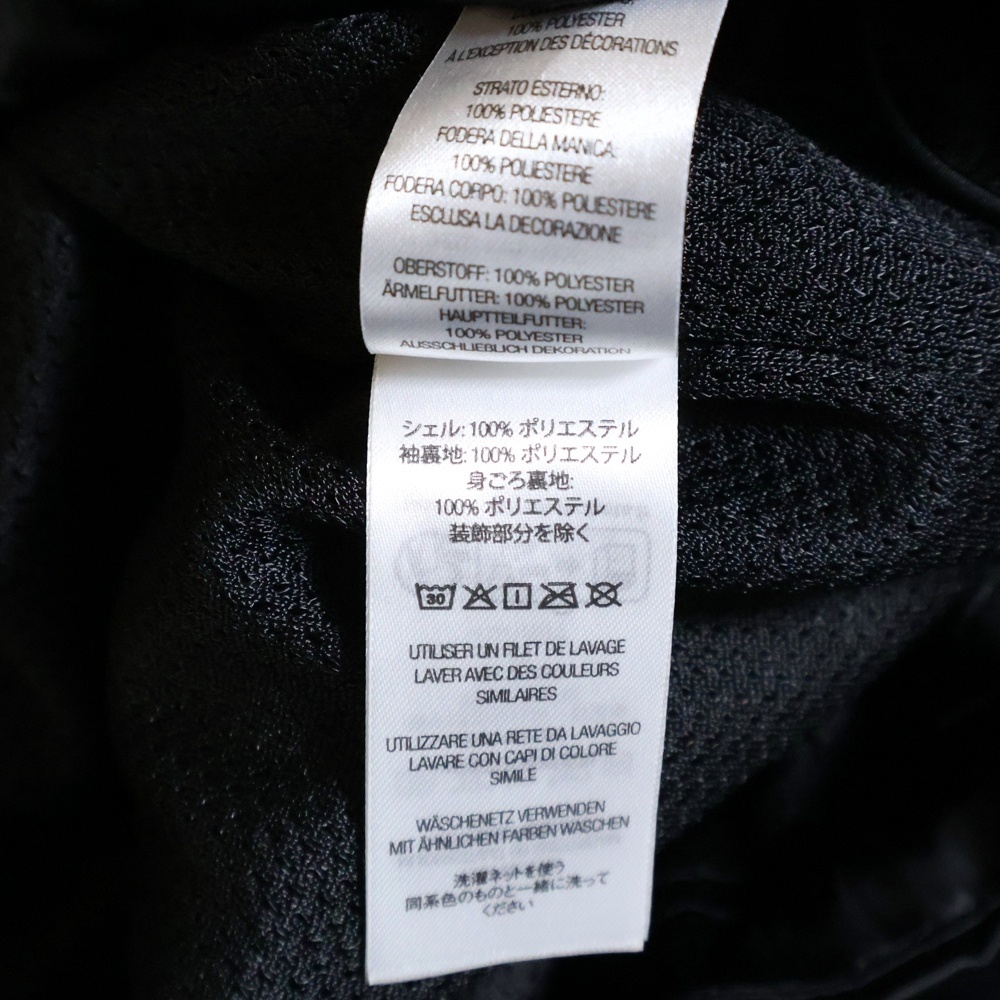 100% POLYESTER
À L'EXCEPTION DES DÉCORATIONS
STRATO ESTERNO:
100% POLIESTERE
FODERA DELLA MANICA:
100% POLIESTERE
FODERA CORPO: 100% POLIESTERE
ESCLUSA LA DECORAZIONE
OBERSTOFF: 100% POLYESTER
ÄRMELFUTTER: 100% POLYESTER
HAUPTTEILFUTTER:
100% POLYESTER
AUSSCHLIEBLICH DEKORATION
シェル: 100% ポリエステル
袖裏地: 100% ポリエステル
身ごろ裏地:
100% ポリエステル
装飾部分を除く
30
UTILISER UN FILET DE LAVAGE
LAVER AVEC DES COULEURS
SIMILAIRES
UTILIZZARE UNA RETE DA LAVAGGIO
LAVARE CON CAPI DI COLORE
SIMILE
WÄSCHENETZ VERWENDEN
MIT ÄHNLICHEN FARBEN WASCHEN
洗濯ネットを使う
同系色のものと一緒に洗って
ください